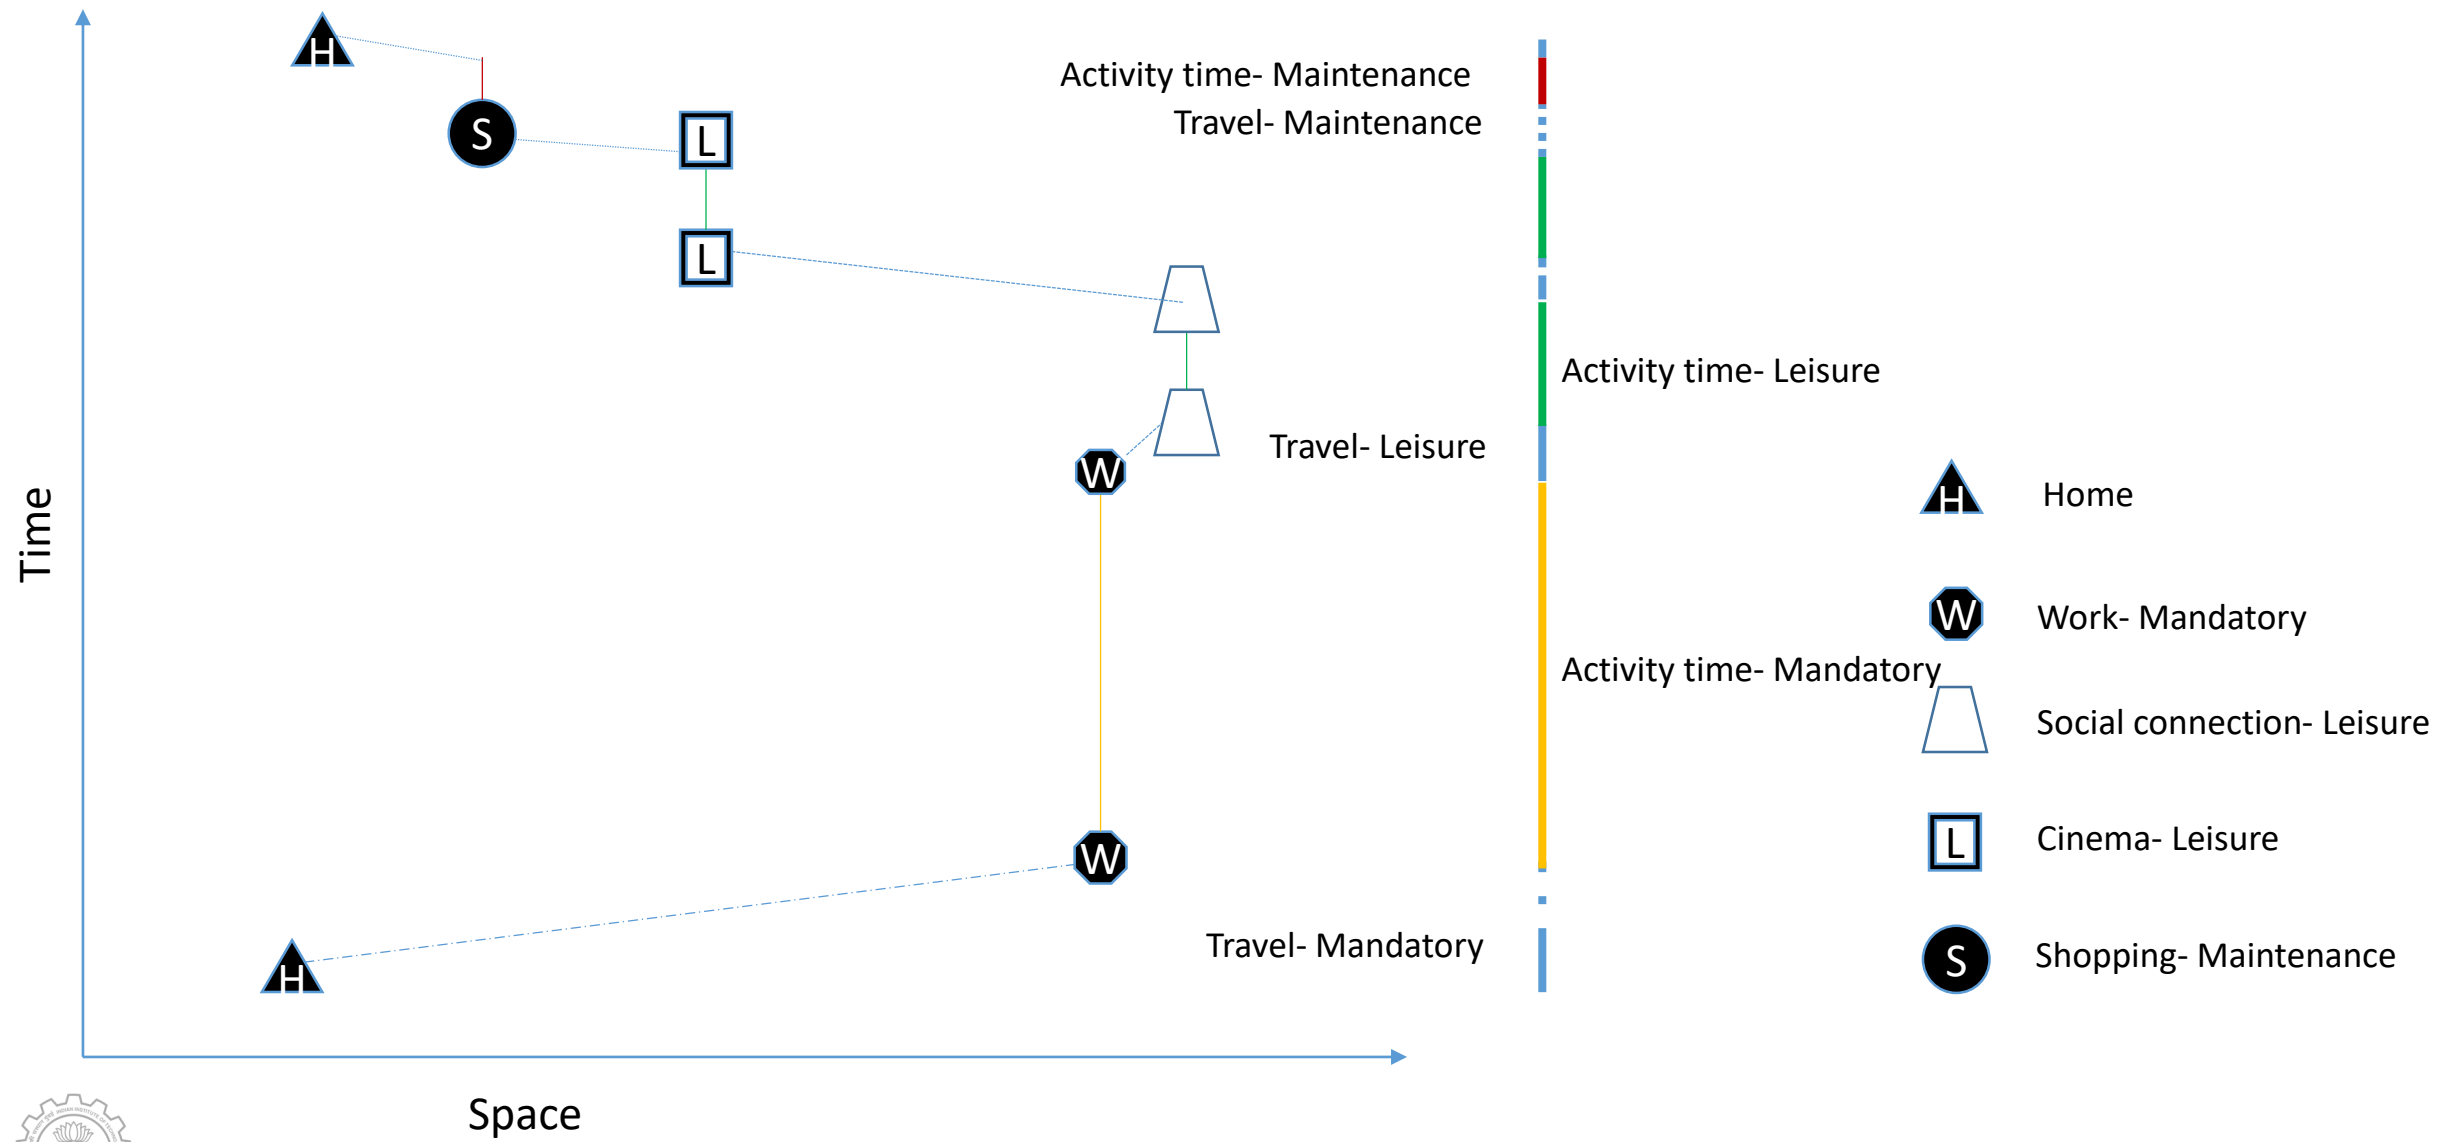 H
Activity time- Maintenance
S
L
Travel- Maintenance
L
Activity time- Leisure
W
Travel- Leisure
H
Home
Time
W
Work- Mandatory
Activity time- Mandatory
Social connection- Leisure
W
L
Cinema- Leisure
H
Travel- Mandatory
S
Shopping- Maintenance
Space